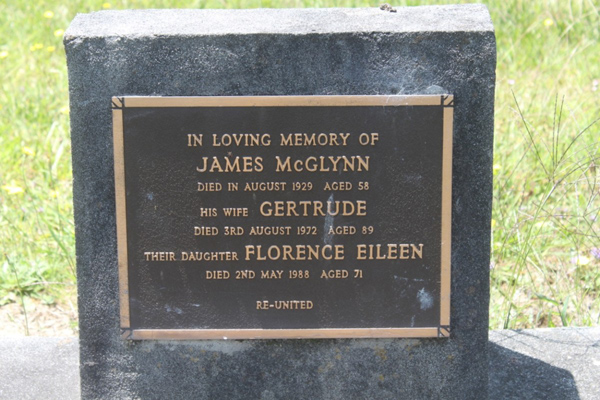 IN LOVING MEMORY OF
JAMES McGLYNN
DIED IN AUGUST 1929 AGED 58
HIS WIFE GERTRUDE
DIED 3RD AUGUST 1972 AGED 89
THEIR DAUGHTER FLORENCE EILEEN
DIED 2ND MAY 1988 AGED 71
RE-UNITED